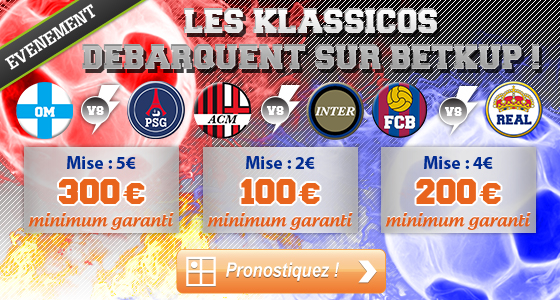 EVENEMENT
LES KLASSICOS
DEBARQUENT SUR BETKUP !
OM VS PSG ACM VS INTER FCB VS REAL
Mise : 5€ Mise : 2€ Mise : 4€
300 € 100 € 200 €
minimum garanti minimum garanti minimum garanti
Pronostiquez !